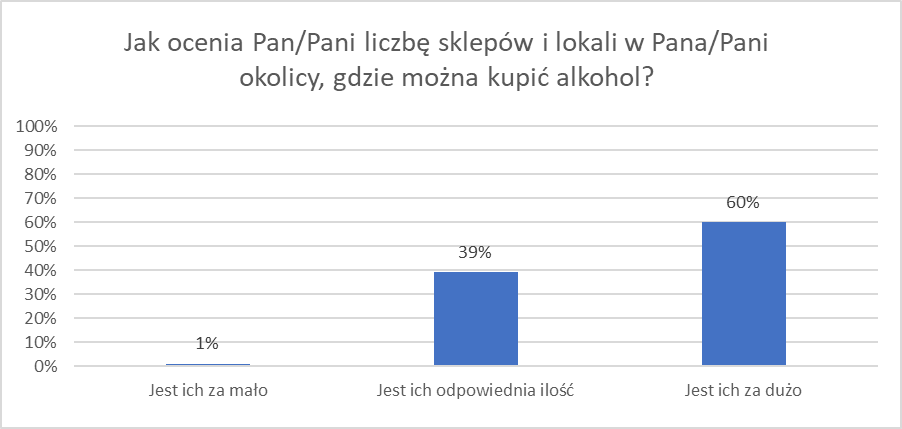 Jak ocenia Pan/Pani liczbę sklepów i lokali w Pana/Pani
okolicy, gdzie można kupić alkohol?
100%
90%
80%
70%
60%
50%
40%
30%
20%
10%
0%
1%
39%
60%
Jest ich za mało
Jest ich odpowiednia ilość
Jest ich za dużo